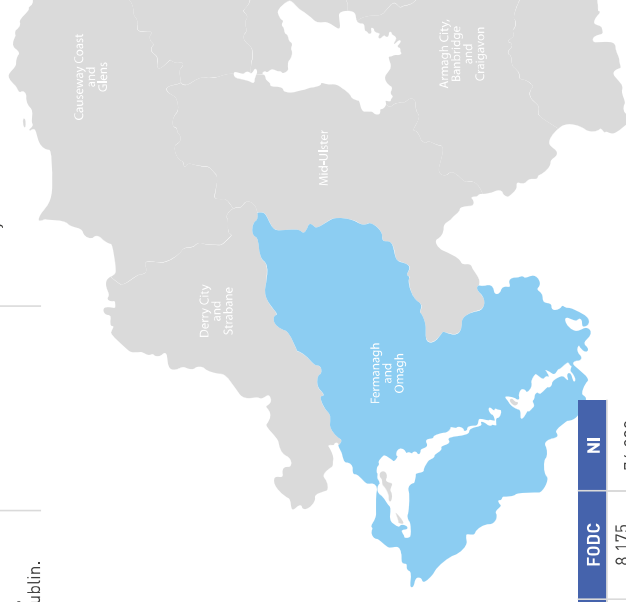 Causeway Coast
and
Glens
Armagh City,
Banbridge
and
Craigavon
Mid-Ulster
Derry City
and
Strabane
Fermanagh
and
Omagh
NI
FODC
8,175
ublin.